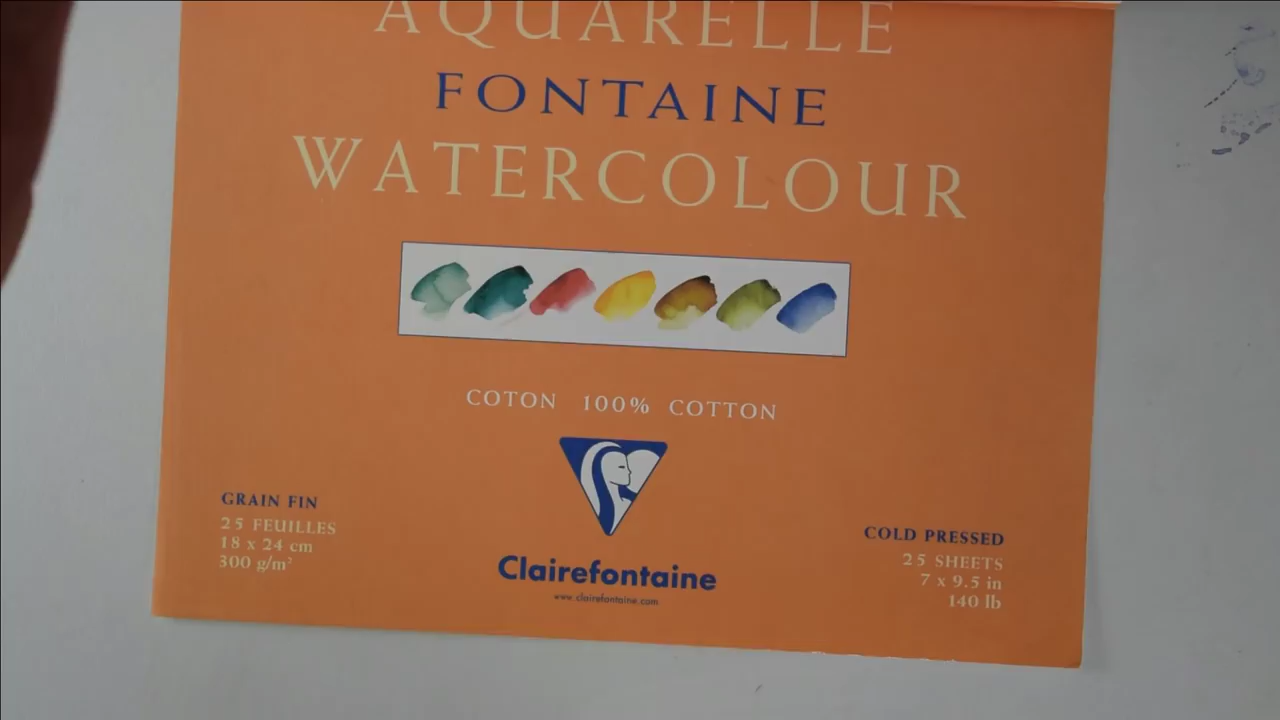 AQUARELLE
FONTAINE
WATERCOLOUR
COTON 100% COTTON
GRAIN FIN
25 FEUILLES
18 x 24 cm
300 g/m²
Clairefontaine
www.clairefontaine.com
COLD PRESSED
25 SHEETS
7 x 9.5 in
140 lb